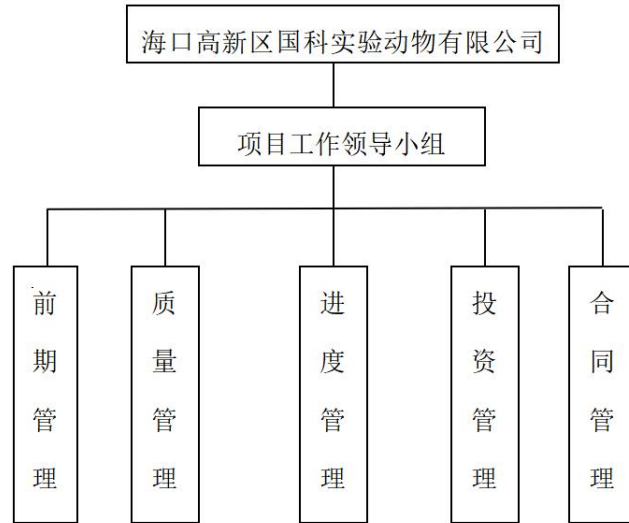 海口高新区国科实验动物有限公司
项目工作领导小组
前期管理
质量管理
进度管理
投资管理
合同管理